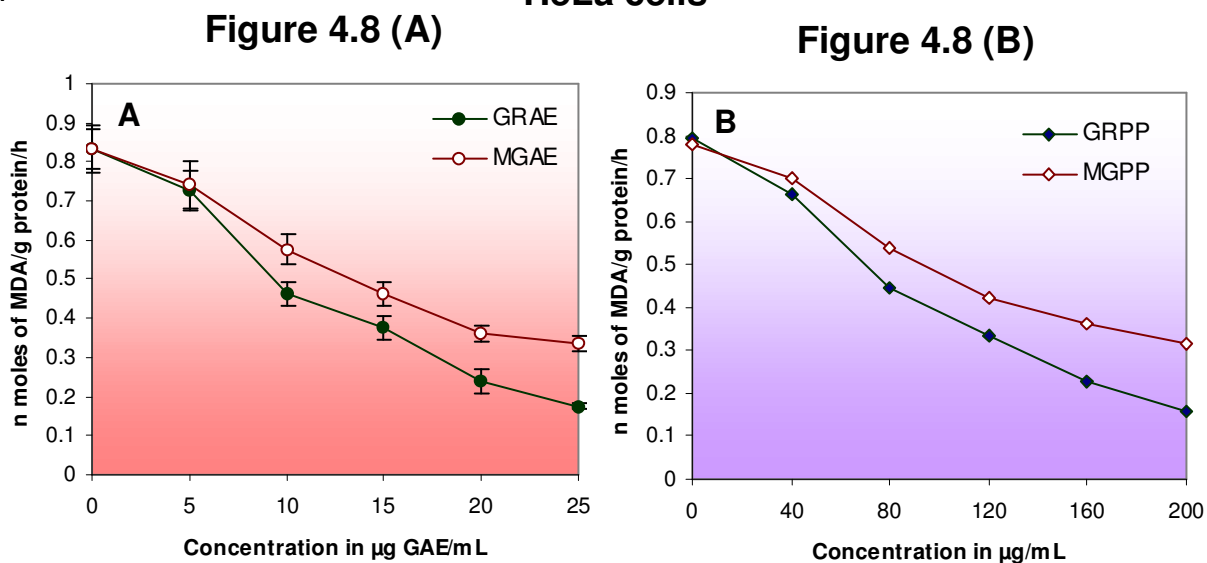 HeLa cells
Figure 4.8 (A)
Figure 4.8 (B)
A
GRAE
MGAE
1
0.9
0.8
0.7
0.6
0.5
0.4
0.3
0.2
0.1
0
0 5 10 15 20 25
n moles of MDA/g protein/h
Concentration in µg GAE/mL
B
GRPP
MGPP
0.9
0.8
0.7
0.6
0.5
0.4
0.3
0.2
0.1
0
0 40 80 120 160 200
n moles of MDA/g protein/h
Concentration in µg/mL